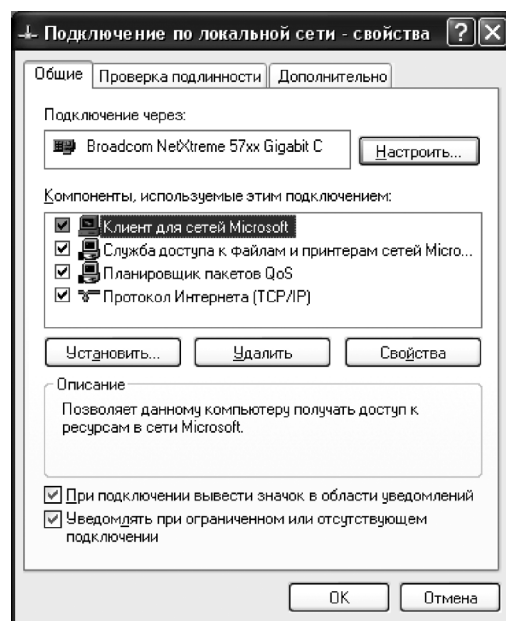 Подключение по локальной сети - свойства
Общие Проверка подлинности Дополнительно
Подключение через:
Broadcom NetXtreme 57xx Gigabit C Настроить...
Компоненты, используемые этим подключением:
Клиент для сетей Microsoft
Служба доступа к файлам и принтерам сетей Micro...
Планировщик пакетов QoS
Протокол Интернета (TCP/IP)
Установить... Удалить Свойства
Описание
Позволяет данному компьютеру получать доступ к
ресурсам в сети Microsoft.
При подключении вывести значок в области уведомлений
Уведомлять при ограниченном или отсутствующем
подключении
OK Отмена